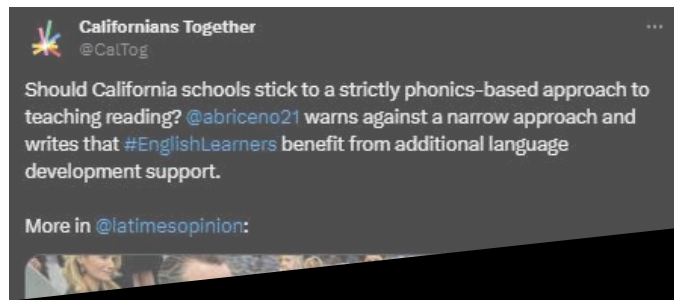 Californians Together
@CalTog
Should California schools stick to a strictly phonics-based approach to
teaching reading? @abriceno21 warns against a narrow approach and
writes that #EnglishLearners benefit from additional language
development support.
More in @latimesopinion: